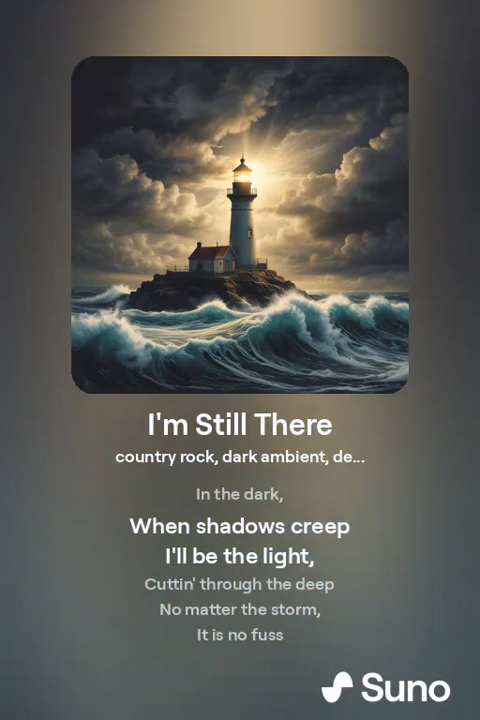 I'm Still There
country rock, dark ambient, de...
In the dark,
When shadows creep
I'll be the light,
Cuttin' through the deep
No matter the storm,
It is no fuss
Suno